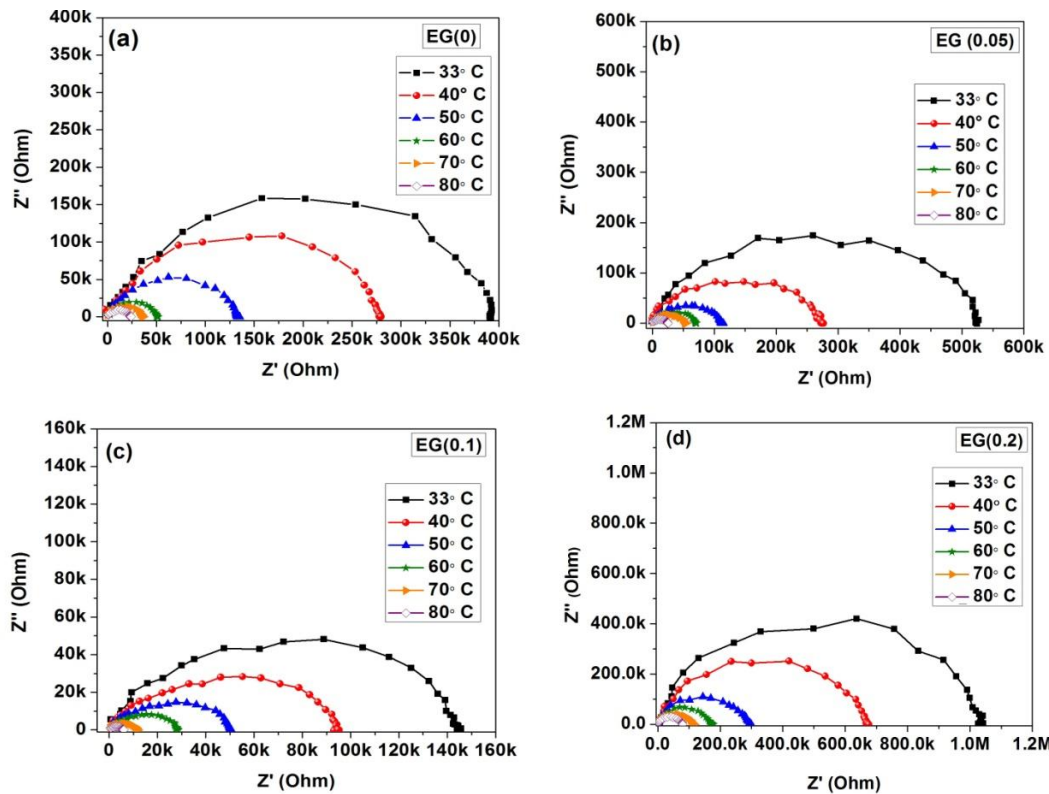 (a)
EG(0)
33° C
40° C
50° C
60° C
70° C
80° C
400k
350k
300k
250k
200k
150k
100k
50k
0
Z'' (Ohm)
0 50k 100k 150k 200k 250k 300k 350k 400k
Z' (Ohm)
(b)
EG (0.05)
33° C
40° C
50° C
60° C
70° C
80° C
600k
500k
400k
300k
200k
100k
0
Z'' (Ohm)
0 100k 200k 300k 400k 500k 600k
Z' (Ohm)
(c)
EG(0.1)
33° C
40° C
50° C
60° C
70° C
80° C
160k
140k
120k
100k
80k
60k
40k
20k
0
Z'' (Ohm)
0 20k 40k 60k 80k 100k 120k 140k 160k
Z' (Ohm)
(d)
EG(0.2)
33° C
40° C
50° C
60° C
70° C
80° C
1.2M
1.0M
800.0k
600.0k
400.0k
200.0k
0.0
Z'' (Ohm)
0.0 200.0k 400.0k 600.0k 800.0k 1.0M 1.2M
Z' (Ohm)